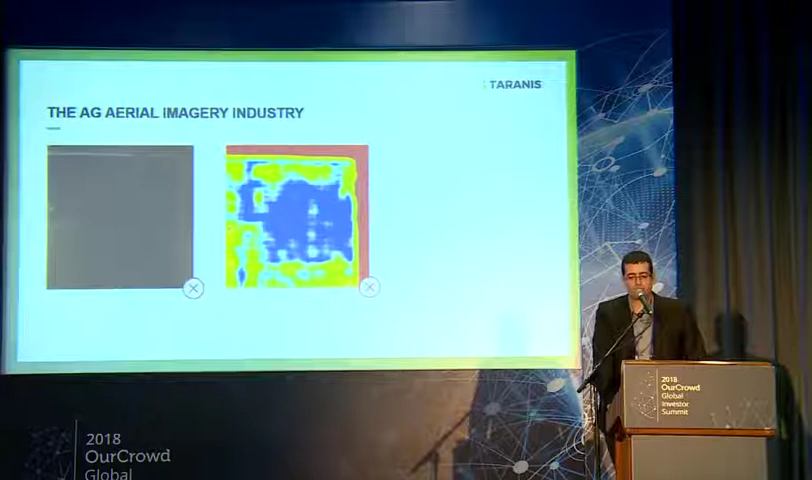 TARANIS
THE AG AERIAL IMAGERY INDUSTRY
2018
OurCrowd
Global
Investor
Summit
2018
OurCrowd
Global